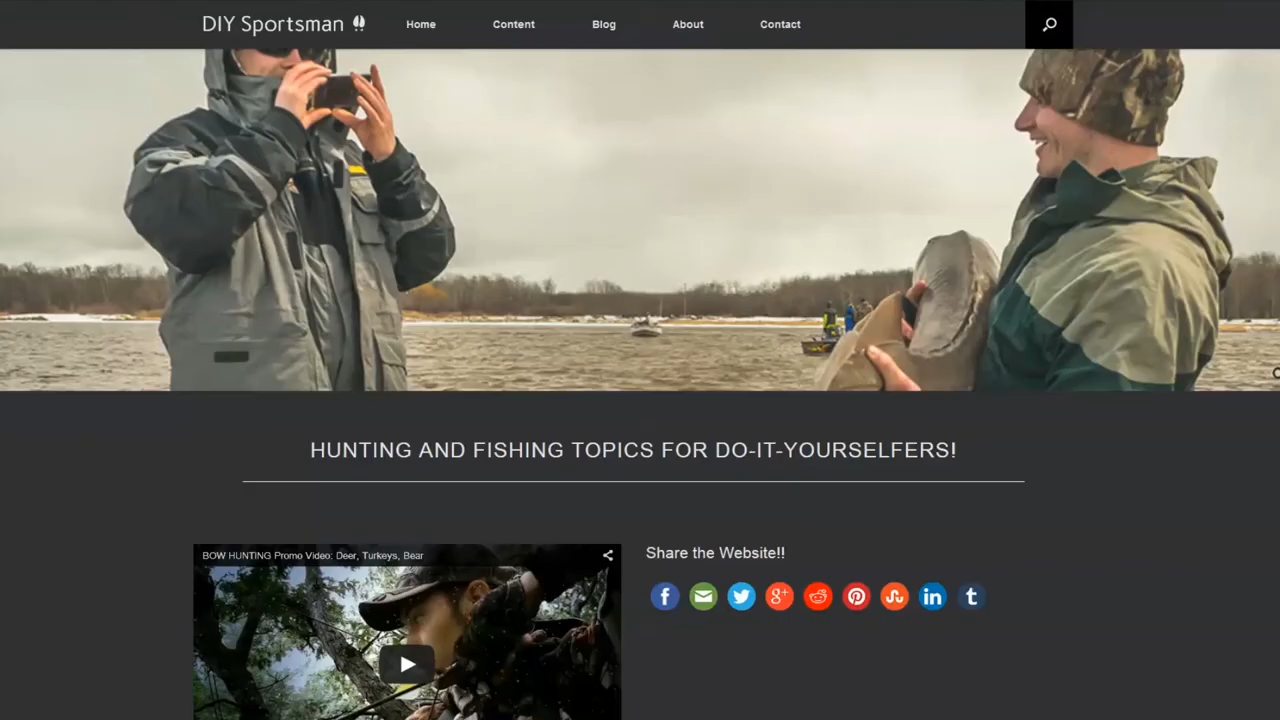 DIY Sportsman
Home
Content
Blog
About
Contact
HUNTING AND FISHING TOPICS FOR DO-IT-YOURSELFERS!
BOW HUNTING Promo Video: Deer, Turkeys, Bear
Share the Website!!
f
g+
in
t